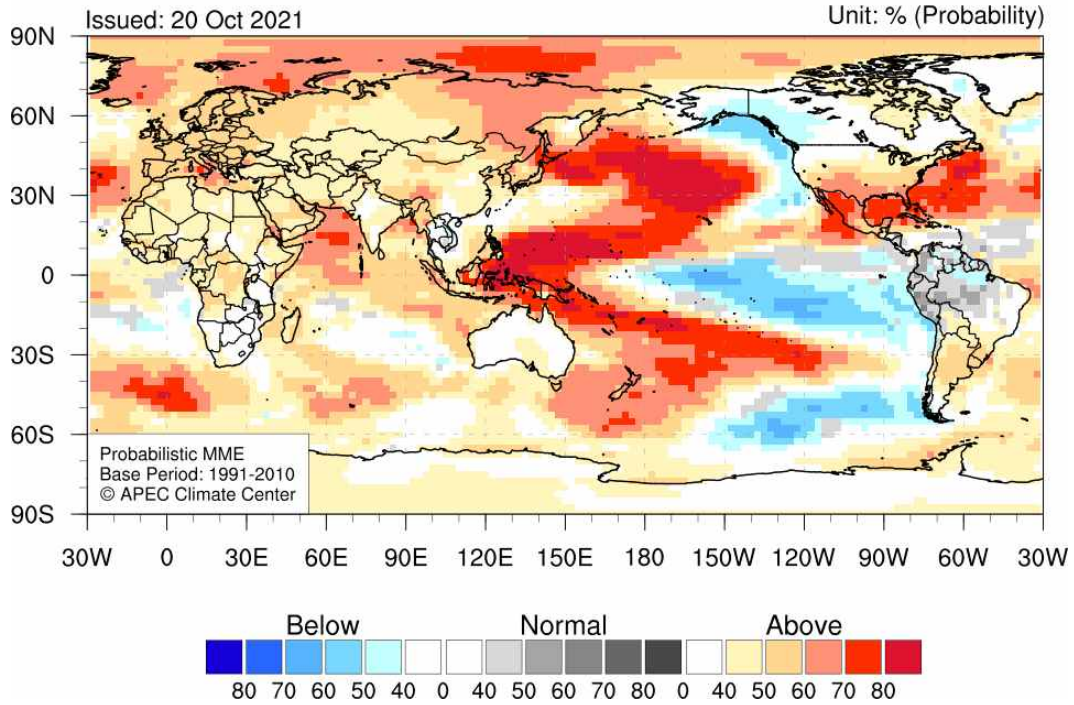 Issued: 20 Oct 2021 Unit: % (Probability)
90N
60N
30N
0
30S
60S
90S
Probabilistic MME
Base Period: 1991-2010
© APEC Climate Center
30W 0 30E 60E 90E 120E 150E 180 150W 120W 90W 60W 30W
Below Normal Above
80 70 60 50 40 0 40 50 60 70 80 0 40 50 60 70 80